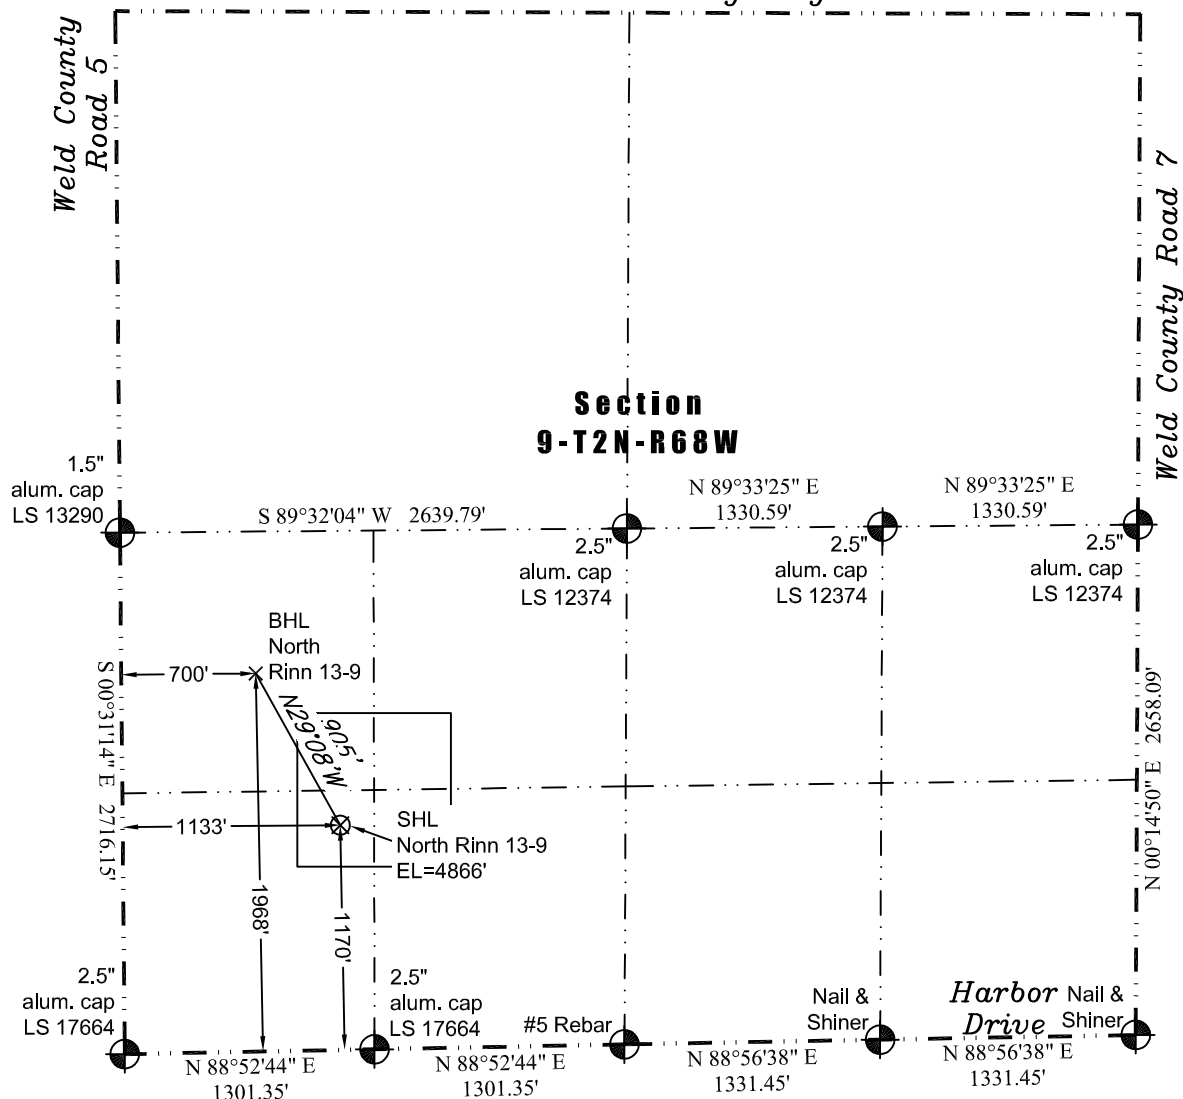 Weld County
Road 5
Weld County Road 7
Section
9-T2N-R68W
1.5"
alum. cap
LS 13290
S 89°32'04" W 2639.79'
N 89°33'25" E
1330.59'
N 89°33'25" E
1330.59'
2.5"
alum. cap
LS 12374
2.5"
alum. cap
LS 12374
2.5"
alum. cap
LS 12374
BHL
North
Rinn 13-9
700'
S 00°31'14" E 2716.15'
905'
N29°08'W
N 00°14'50" E 2658.09'
1133'
SHL
North Rinn 13-9
EL=4866'
1968'
1170'
2.5"
alum. cap
LS 17664
2.5"
alum. cap
LS 17664
#5 Rebar
Nail &
Shiner
Harbor
Drive
Nail &
Shiner
N 88°52'44" E
1301.35'
N 88°52'44" E
1301.35'
N 88°56'38" E
1331.45'
N 88°56'38" E
1331.45'